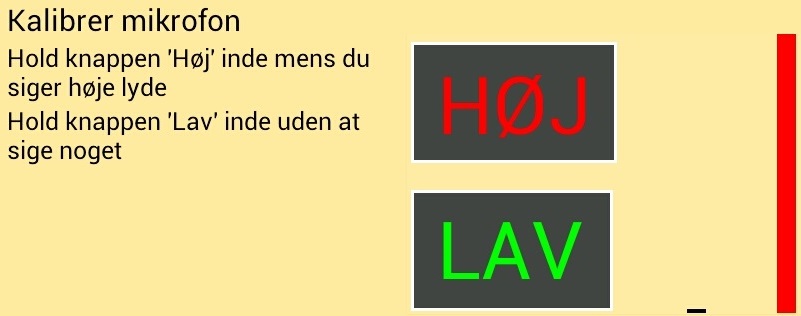 Kalibrer mikrofon
Hold knappen 'Høj' inde mens du
siger høje lyde
Hold knappen 'Lav' inde uden at
sige noget
HØJ
LAV